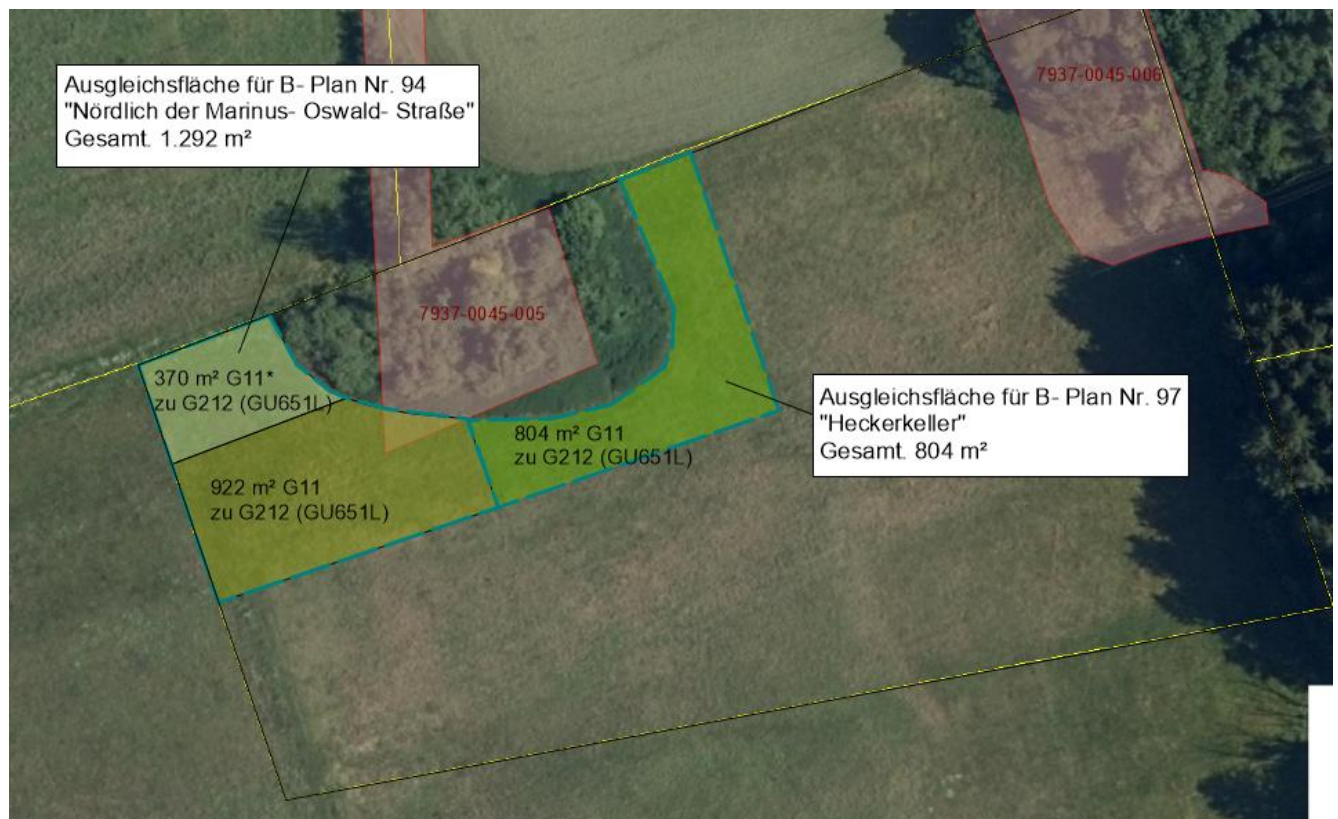 Ausgleichsfläche für B- Plan Nr. 94
"Nördlich der Marinus- Oswald- Straße"
Gesamt. 1.292 m²
7937-0045-006
7937-0045-005
370 m² G11*
zu G212 (GU651L)
922 m² G11
zu G212 (GU651L)
804 m² G11
zu G212 (GU651L)
Ausgleichsfläche für B- Plan Nr. 97
"Heckerkeller"
Gesamt. 804 m²